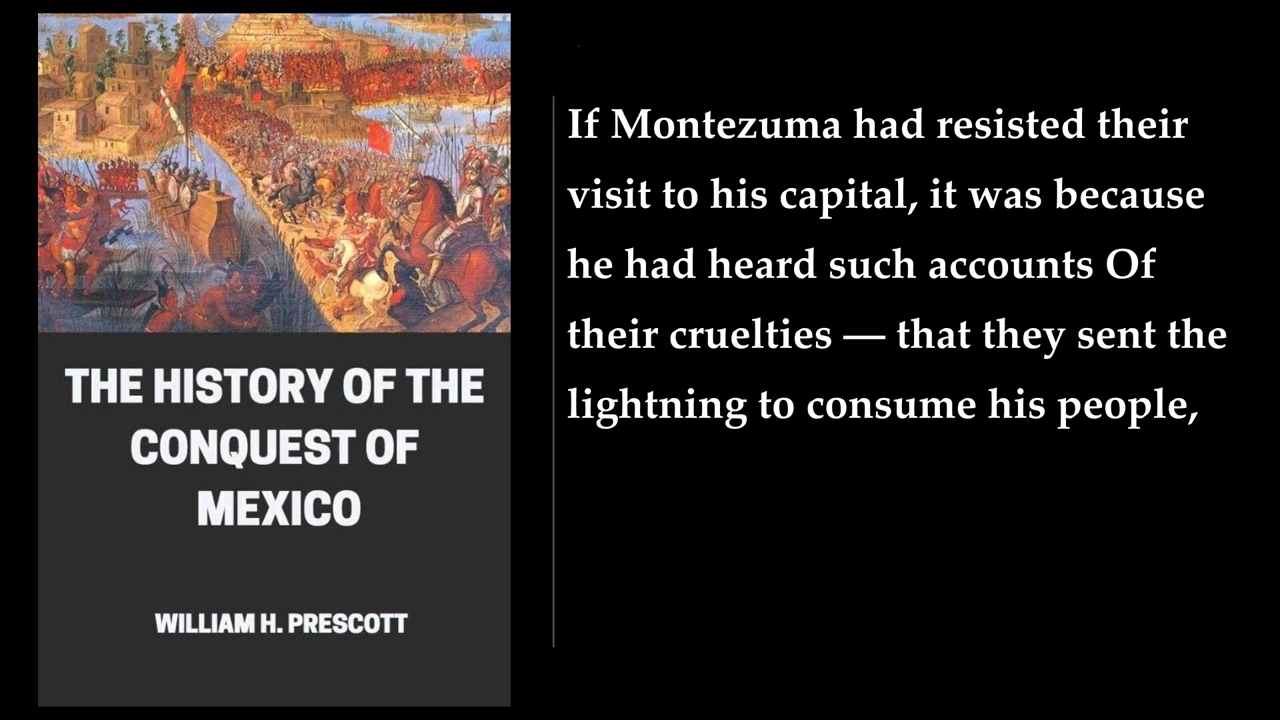 THE HISTORY OF THE
CONQUEST OF
MEXICO
WILLIAM H. PRESCOTT
If Montezuma had resisted their
visit to his capital, it was because
he had heard such accounts Of
their cruelties — that they sent the
lightning to consume his people,